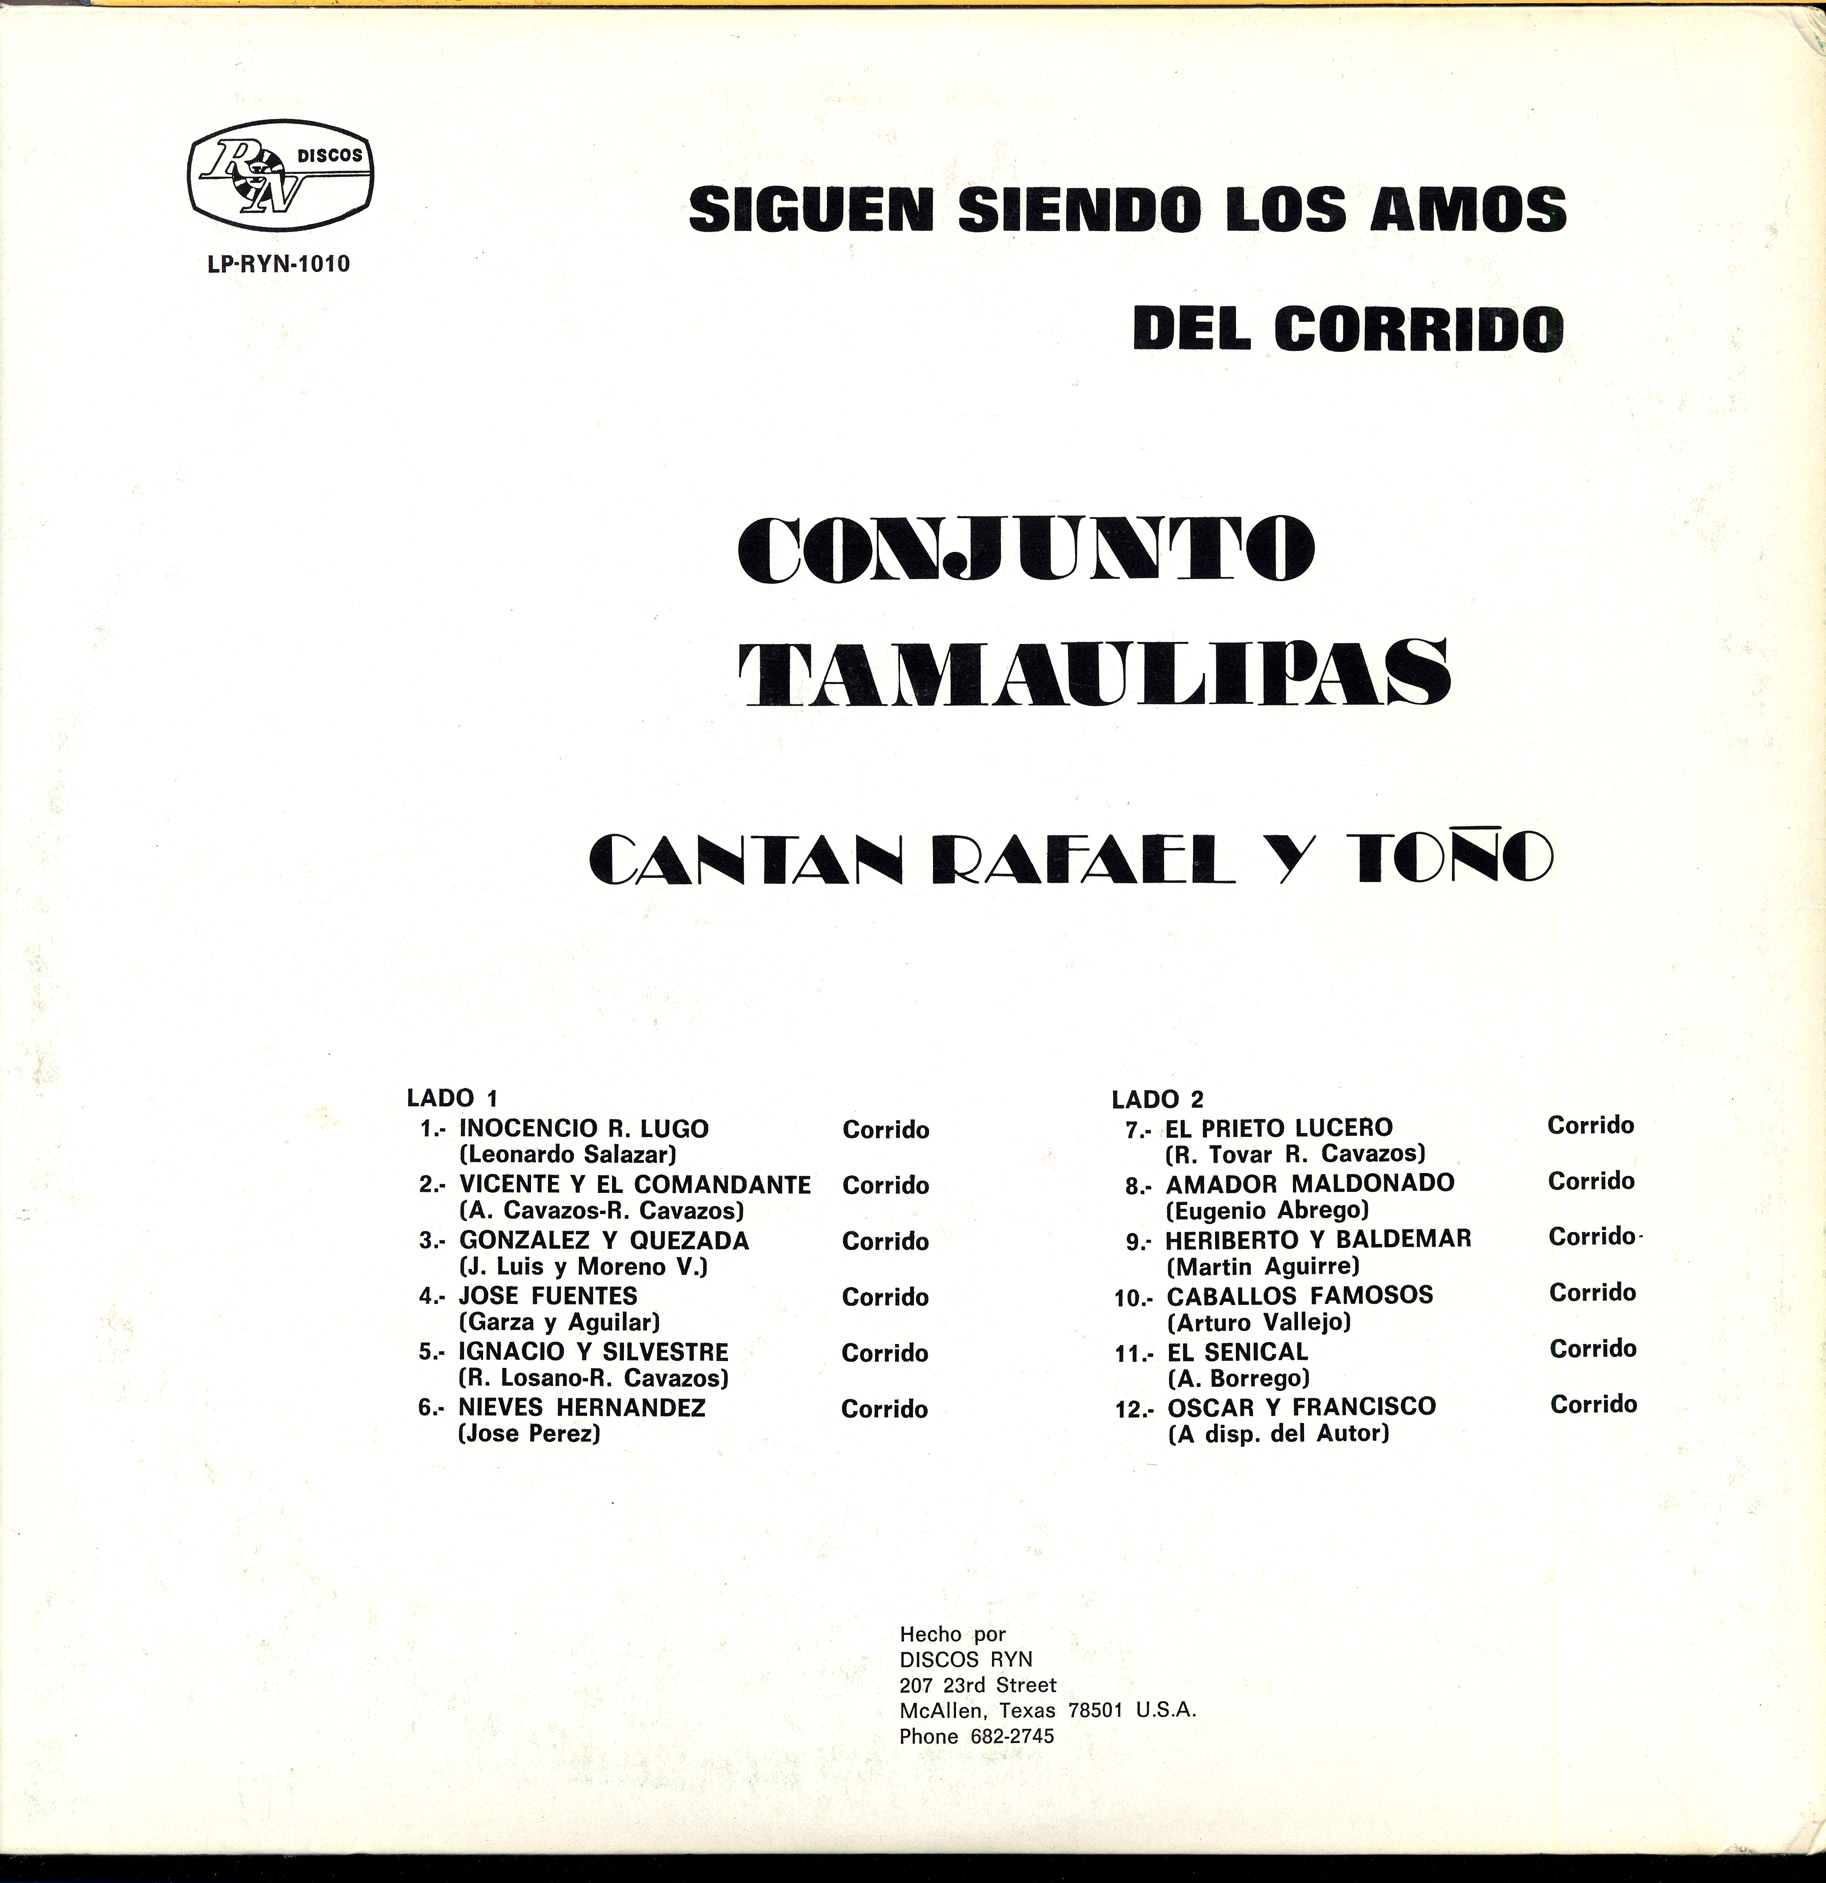 RYN DISCOS
LP-RYN-1010
SIGUEN SIENDO LOS AMOS
DEL CORRIDO
CONJUNTO
TAMAULIPAS
CANTAN RAFAEL Y TOÑO
LADO 1
1.- INOCENCIO R. LUGO Corrido
(Leonardo Salazar)
2.- VICENTE Y EL COMANDANTE Corrido
(A. Cavazos-R. Cavazos)
3.- GONZALEZ Y QUEZADA Corrido
(J. Luis y Moreno V.)
4.- JOSE FUENTES Corrido
(Garza y Aguilar)
5.- IGNACIO Y SILVESTRE Corrido
(R. Losano-R. Cavazos)
6.- NIEVES HERNANDEZ Corrido
(Jose Perez)
LADO 2
7.- EL PRIETO LUCERO Corrido
(R. Tovar R. Cavazos)
8.- AMADOR MALDONADO Corrido
(Eugenio Abrego)
9.- HERIBERTO Y BALDEMAR Corrido
(Martin Aguirre)
10.- CABALLOS FAMOSOS Corrido
(Arturo Vallejo)
11.- EL SENICAL Corrido
(A. Borrego)
12.- OSCAR Y FRANCISCO Corrido
(A disp. del Autor)
Hecho por
DISCOS RYN
207 23rd Street
McAllen, Texas 78501 U.S.A.
Phone 682-2745